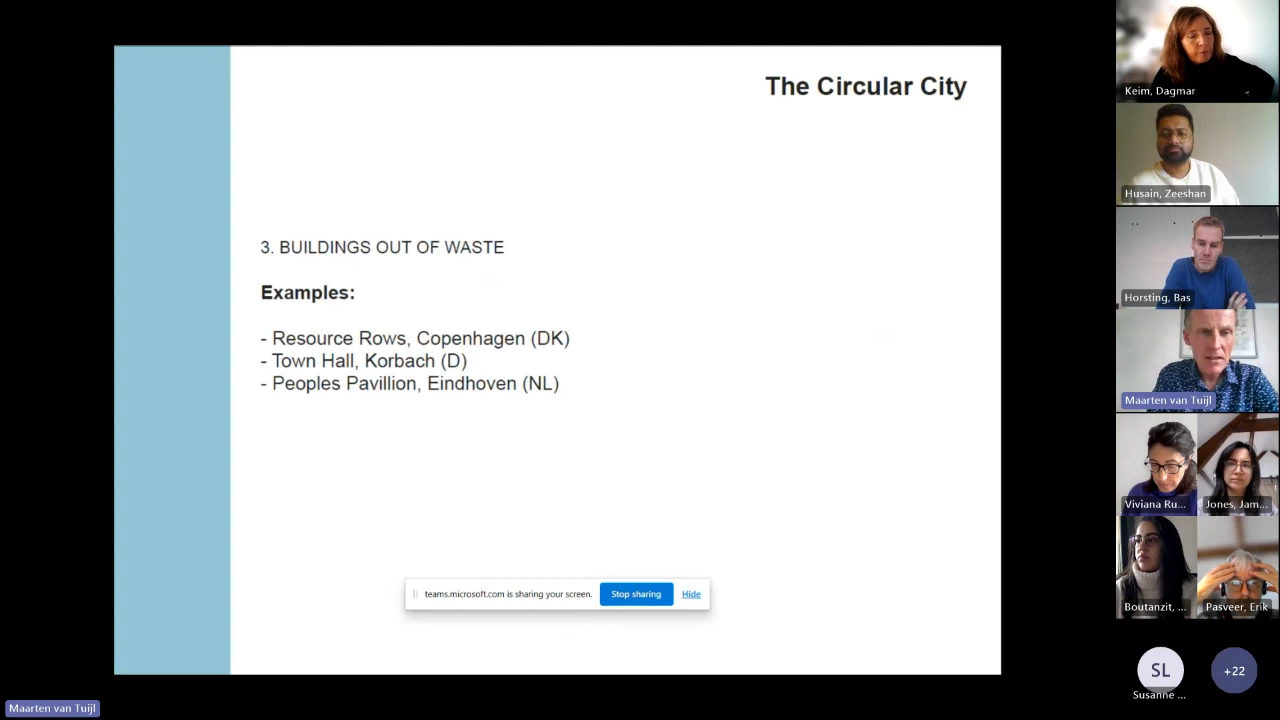 The Circular City
3. BUILDINGS OUT OF WASTE
Examples:
- Resource Rows, Copenhagen (DK)
- Town Hall, Korbach (D)
- Peoples Pavillion, Eindhoven (NL)
teams.microsoft.com is sharing your screen.
Stop sharing
Hide
Keim, Dagmar
Husain, Zeeshan
Horsting, Bas
Maarten van Tuijl
Viviana Ru...
Jones, Jam...
Boutanzit, ...
Pasveer, Erik
SL
Susanne ...
+22
Maarten van Tuijl